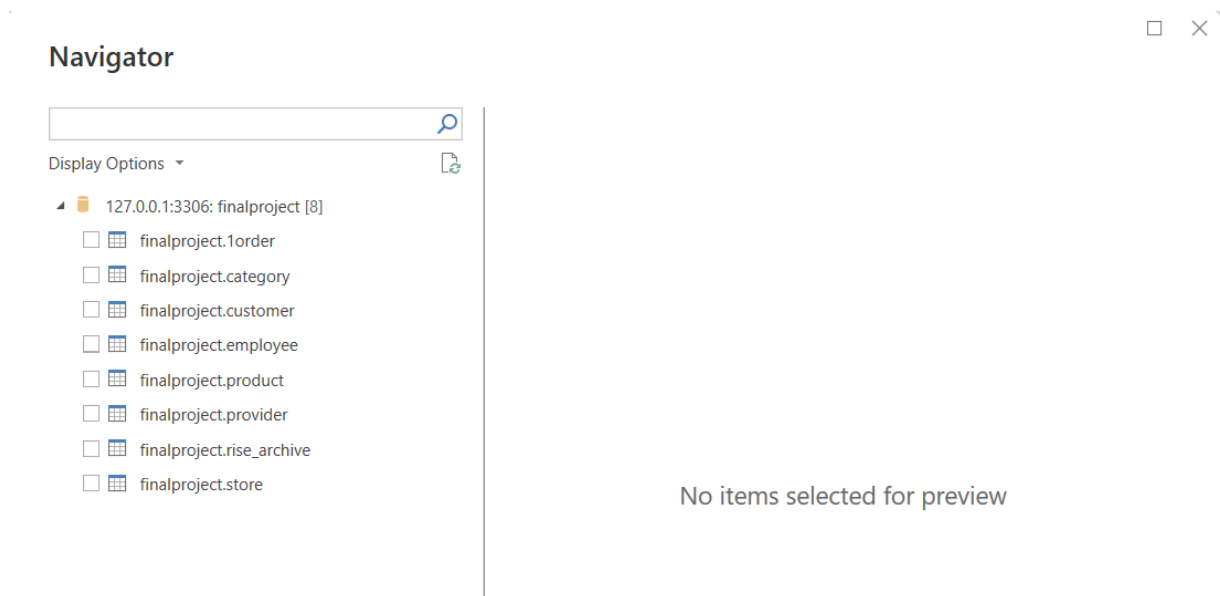 Navigator
Display Options
127.0.0.1:3306: finalproject [8]
finalproject.1order
finalproject.category
finalproject.customer
finalproject.employee
finalproject.product
finalproject.provider
finalproject.rise_archive
finalproject.store
No items selected for preview